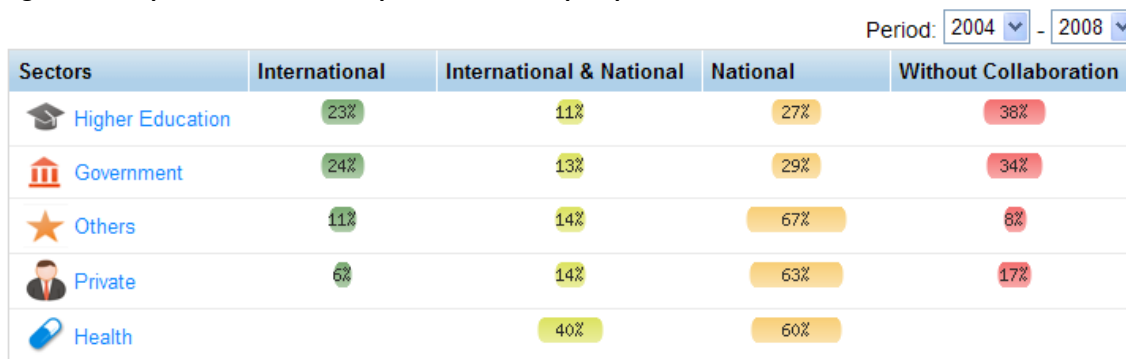 Period: 2004 - 2008
Sectors International International & National National Without Collaboration
Higher Education 23% 11% 27% 38%
Government 24% 13% 29% 34%
Others 11% 14% 67% 8%
Private 6% 14% 63% 17%
Health 40% 60%